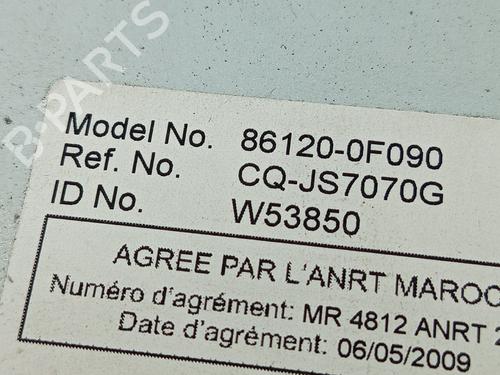 B-PARTS
Model No. 86120-0F090
Ref. No. CQ-JS7070G
ID No. W53850
AGREE PAR L'ANRT MAROC
Numéro d'agrément: MR 4812 ANRT 2
Date d'agrément: 06/05/2009